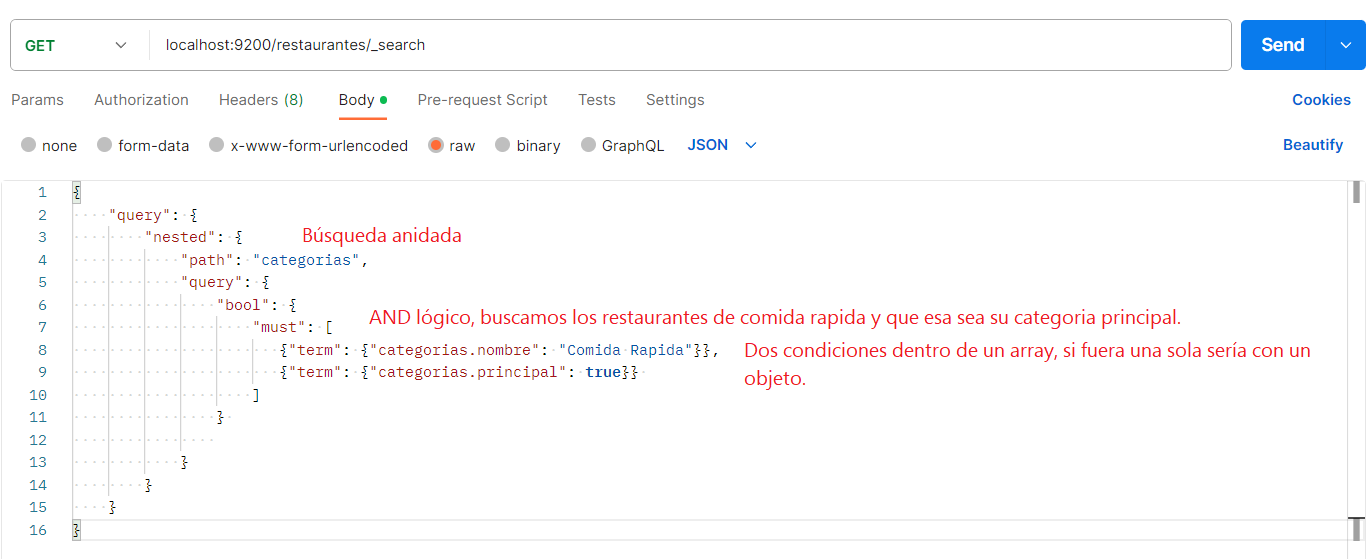 GET localhost:9200/restaurantes/_search Send
Params Authorization Headers (8) Body Pre-request Script Tests Settings Cookies
none form-data x-www-form-urlencoded raw binary GraphQL JSON Beautify
1 {
2 "query": {
3 "nested": { Búsqueda anidada
4 "path": "categorias",
5 "query": {
6 "bool": {
7 "must": [ AND lógico, buscamos los restaurantes de comida rapida y que esa sea su categoria principal.
8 {"term": {"categorias.nombre": "Comida Rapida"}}, Dos condiciones dentro de un array, si fuera una sola sería con un
9 {"term": {"categorias.principal": true}} objeto.
10 ]
11 }
12
13 }
14 }
15 }
16 }